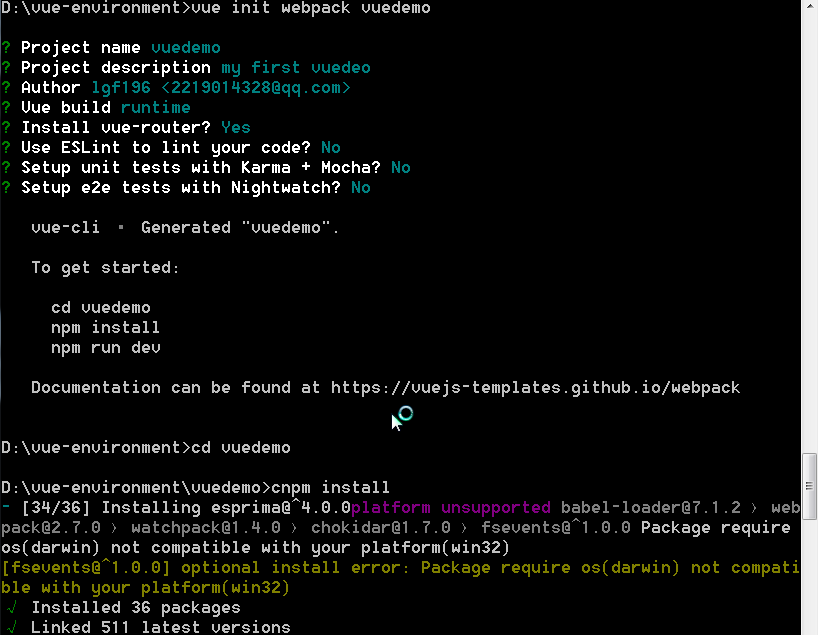 D:\vue-environment>vue init webpack vuedemo
? Project name vuedemo
? Project description my first vuedeo
? Author lgf196 <2219014328@qq.com>
? Vue build runtime
? Install vue-router? Yes
? Use ESLint to lint your code? No
? Setup unit tests with Karma + Mocha? No
? Setup e2e tests with Nightwatch? No
vue-cli · Generated "vuedemo".
To get started:
cd vuedemo
npm install
npm run dev
Documentation can be found at https://vuejs-templates.github.io/webpack
D:\vue-environment>cd vuedemo
D:\vue-environment\vuedemo>cnpm install
- [34/36] Installing esprima@^4.0.0platform unsupported babel-loader@7.1.2 › web
pack@2.7.0 › watchpack@1.4.0 › chokidar@1.7.0 › fsevents@^1.0.0 Package require
os(darwin) not compatible with your platform(win32)
[fsevents@^1.0.0] optional install error: Package require os(darwin) not compati
ble with your platform(win32)
√ Installed 36 packages
√ Linked 511 latest versions